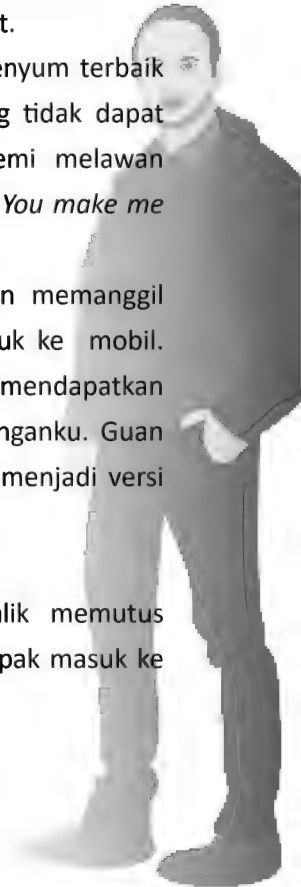 t.
enyum terbaik
g tidak dapat
emi melawan
You make me
n memanggil
uk ke mobil.
mendapatkan
nganku. Guan
menjadi versi
alik memutus
pak masuk ke